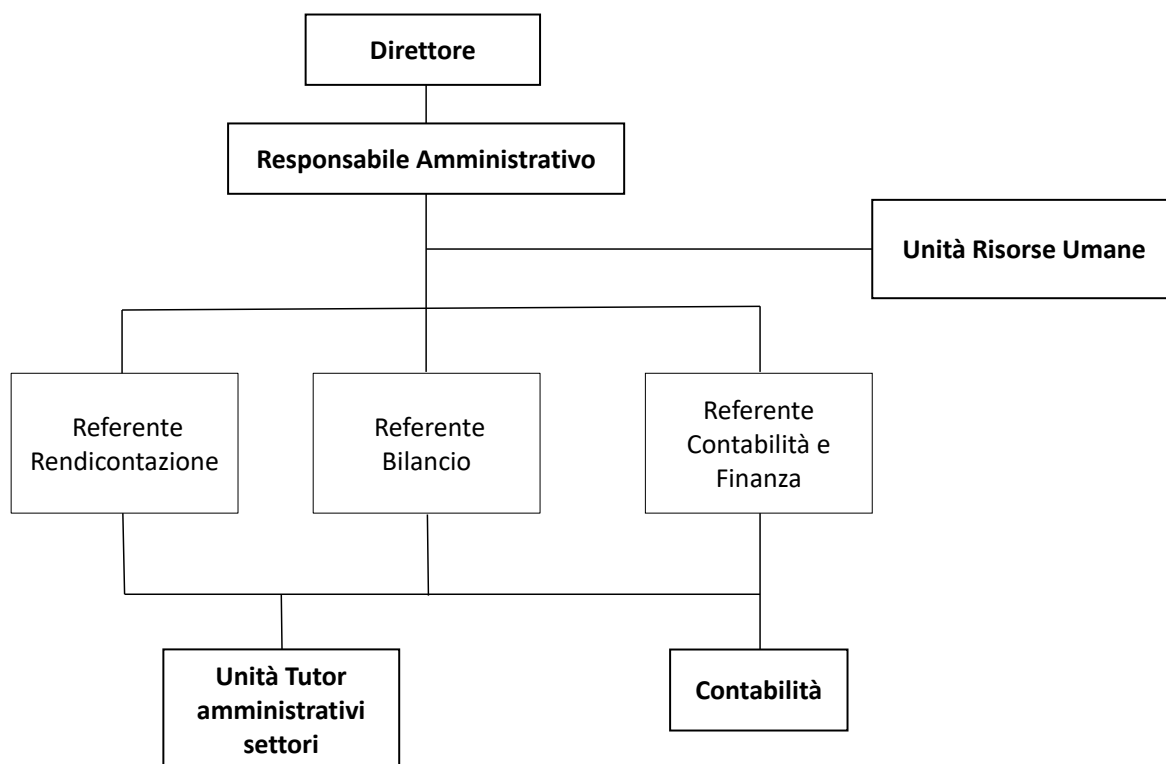 Direttore
Responsabile Amministrativo
Unità Risorse Umane
Referente
Rendicontazione
Referente
Bilancio
Referente
Contabilità e
Finanza
Unità Tutor
amministrativi
settori
Contabilità